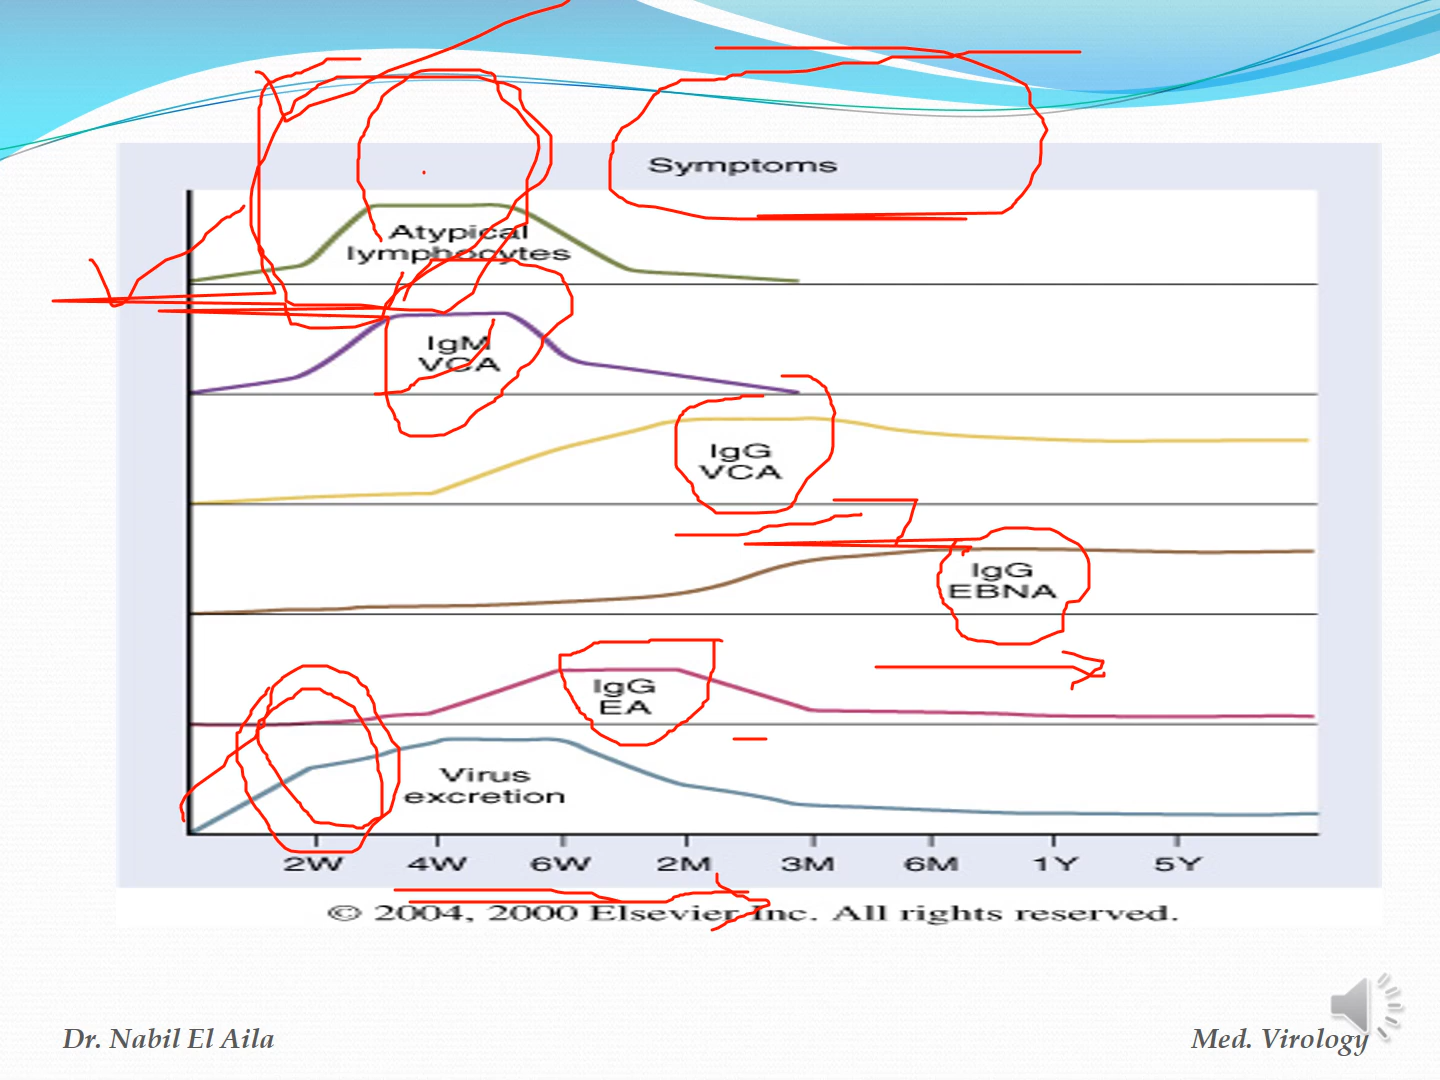 Symptoms
Atypical
lymphocytes
IgM
VCA
IgG
VCA
IgG
EBNA
IgG
EA
Virus
excretion
2W 4W 6W 2M 3M 6M 1Y 5Y
© 2004, 2000 Elsevier Inc. All rights reserved.
Dr. Nabil El Aila
Med. Virology